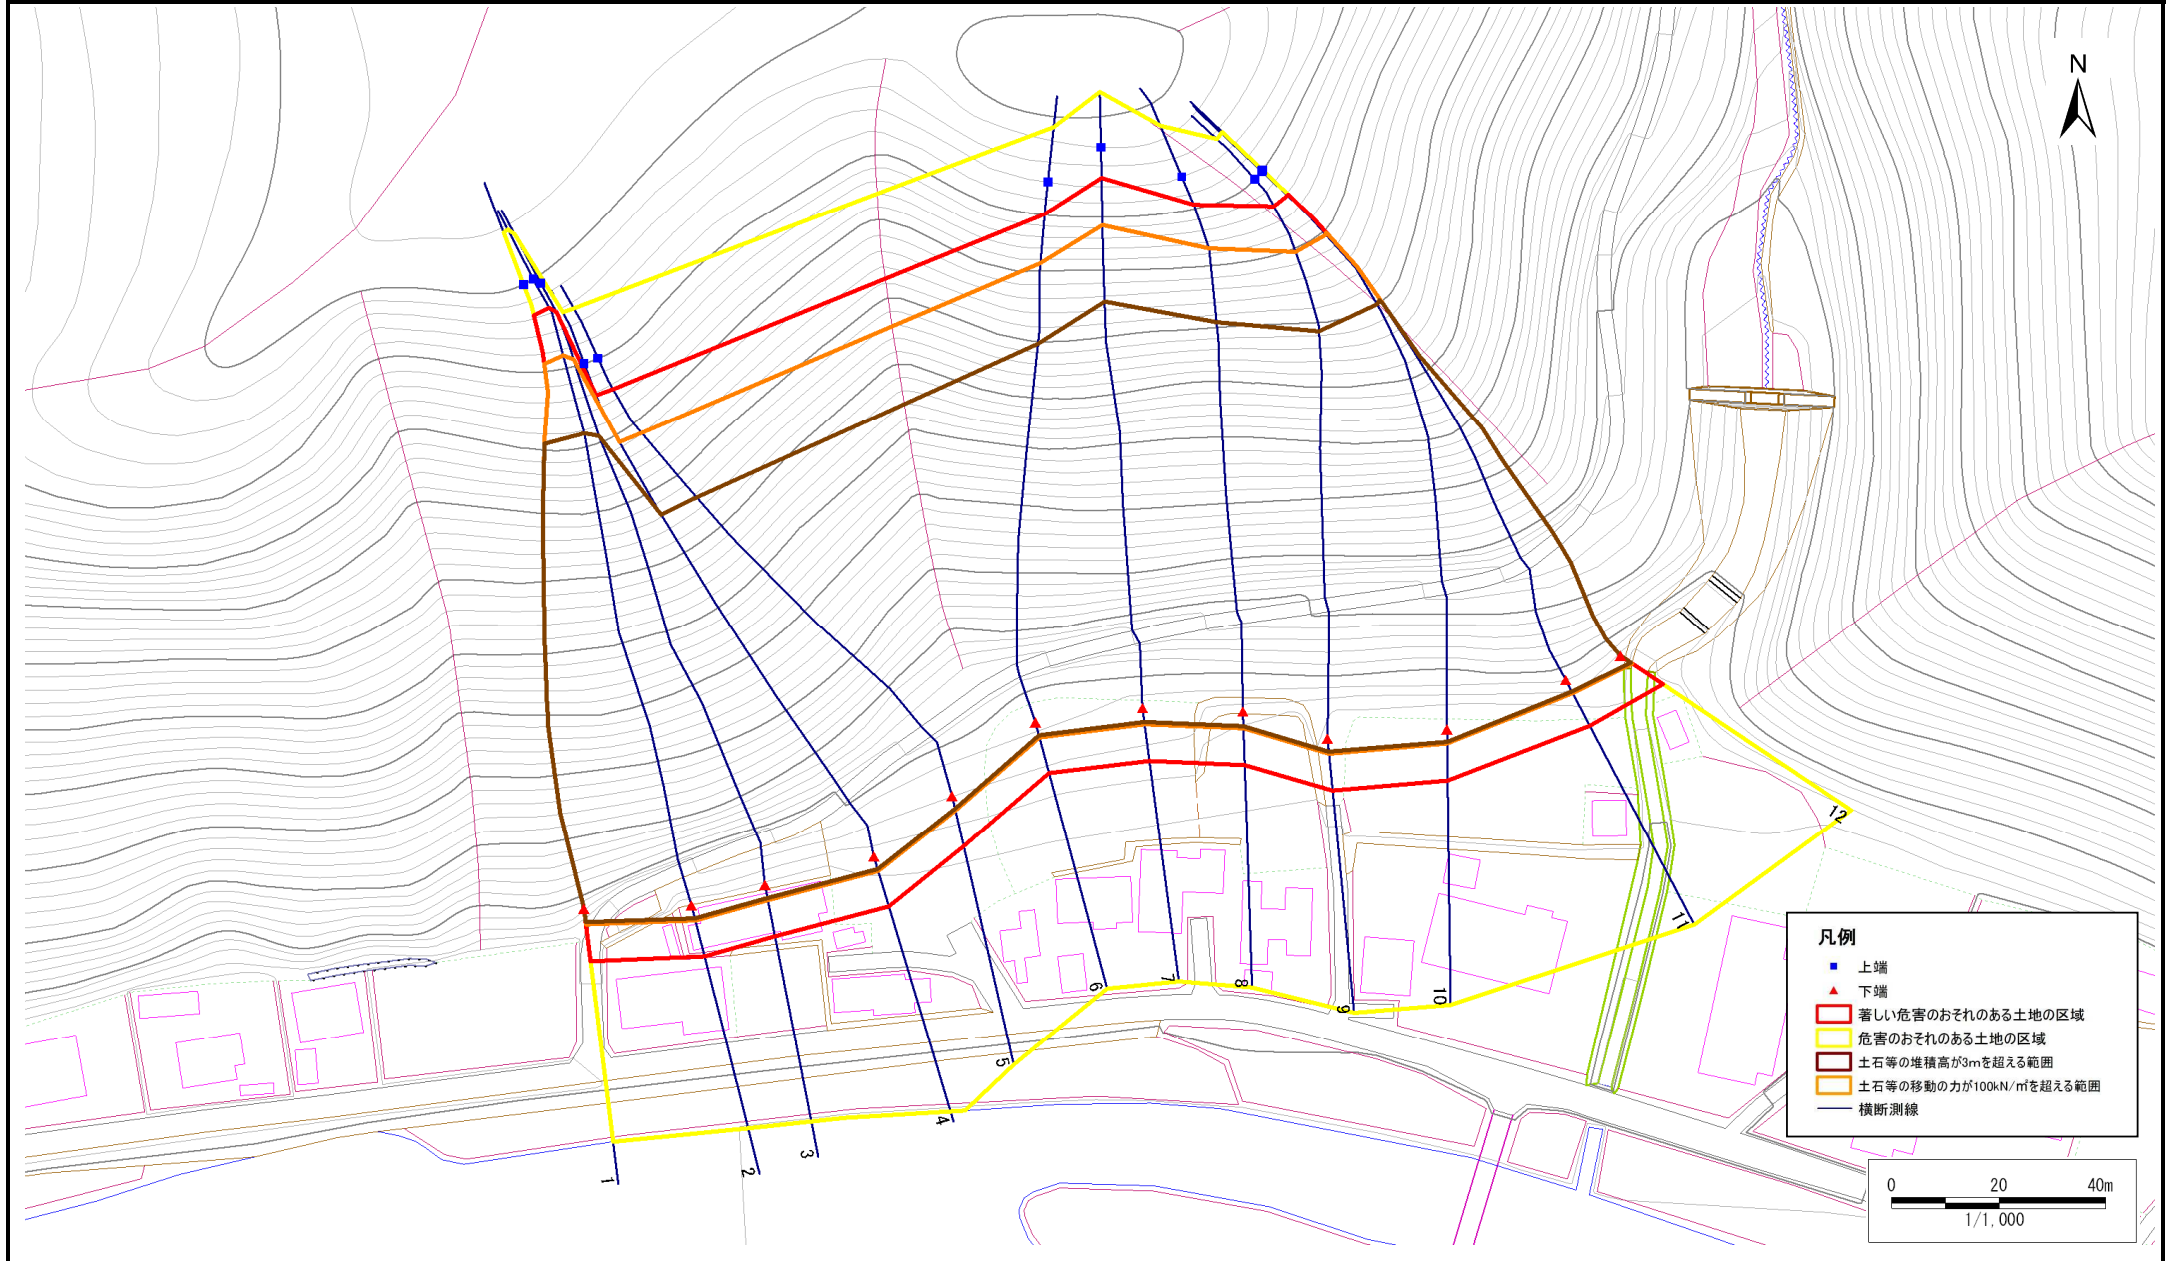 N
12
11
10
9
8
7
6
5
4
3
2
1
凡例
上端
下端
著しい危害のおそれのある土地の区域
危害のおそれのある土地の区域
土石等の堆積高が3mを超える範囲
土石等の移動の力が100kN/㎡を超える範囲
横断測線
0 20 40m
1/1,000